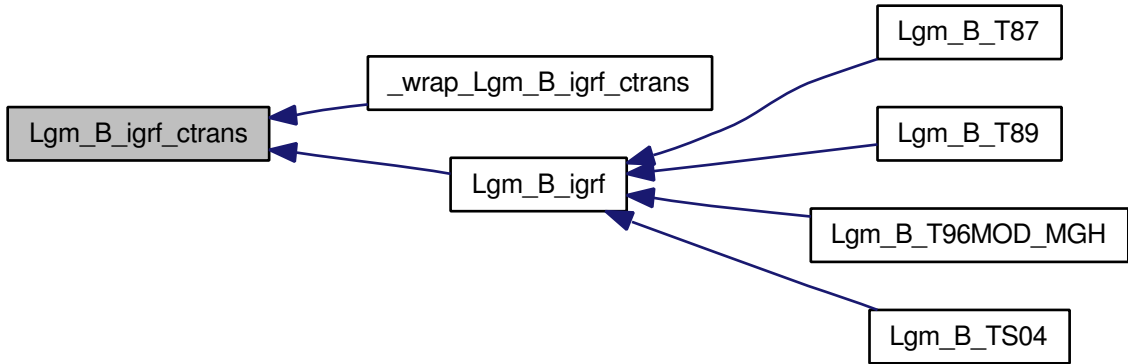 Lgm_B_igrf_ctrans
_wrap_Lgm_B_igrf_ctrans
Lgm_B_igrf
Lgm_B_T87
Lgm_B_T89
Lgm_B_T96MOD_MGH
Lgm_B_TS04